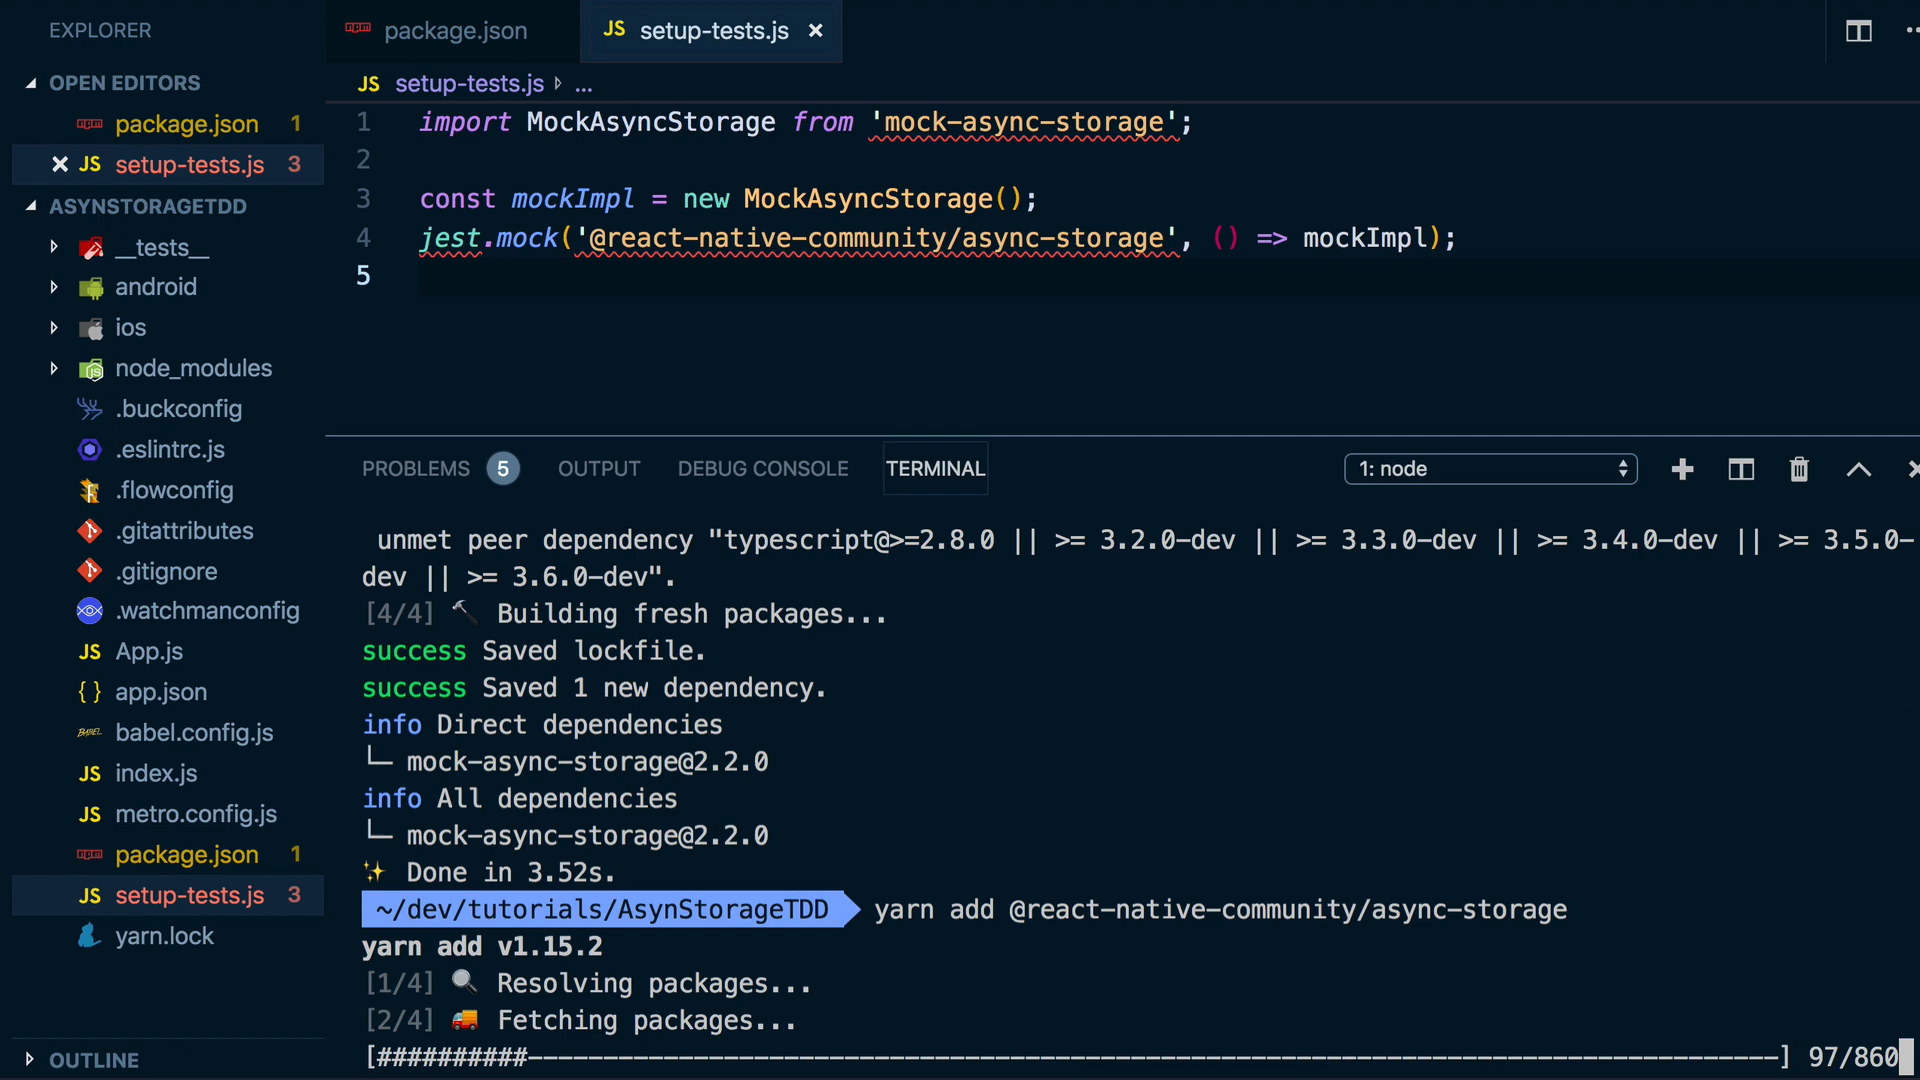 EXPLORER
OPEN EDITORS
package.json 1
JS setup-tests.js 3
ASYNSTORAGETDD
__tests__
android
ios
node_modules
.buckconfig
.eslintrc.js
.flowconfig
.gitattributes
.gitignore
.watchmanconfig
JS App.js
{ } app.json
BABEL babel.config.js
JS index.js
JS metro.config.js
package.json 1
JS setup-tests.js 3
yarn.lock
OUTLINE
package.json
JS setup-tests.js ×
JS setup-tests.js ...
1 import MockAsyncStorage from 'mock-async-storage';
2
3 const mockImpl = new MockAsyncStorage();
4 jest.mock('@react-native-community/async-storage', () => mockImpl);
5
PROBLEMS 5 OUTPUT DEBUG CONSOLE TERMINAL 1: node
unmet peer dependency "typescript@>=2.8.0 || >= 3.2.0-dev || >= 3.3.0-dev || >= 3.4.0-dev || >= 3.5.0-
dev || >= 3.6.0-dev".
[4/4] 🔨 Building fresh packages...
success Saved lockfile.
success Saved 1 new dependency.
info Direct dependencies
└─ mock-async-storage@2.2.0
info All dependencies
└─ mock-async-storage@2.2.0
✨ Done in 3.52s.
~/dev/tutorials/AsynStorageTDD yarn add @react-native-community/async-storage
yarn add v1.15.2
[1/4] 🔍 Resolving packages...
[2/4] 🚚 Fetching packages...
[##########-----------------------------------------------------------------------------------] 97/860